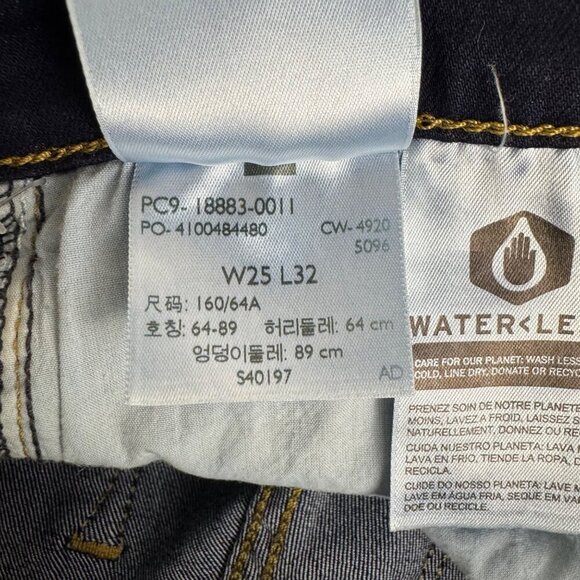 PC9- 18883-0011
PO- 4100484480 CW- 4920
5096
W25 L32
尺码: 160/64A
호칭: 64-89 허리둘레: 64 cm
엉덩이둘레: 89 cm
S40197 AD
WATER<LE
CARE FOR OUR PLANET: WASH LESS
COLD, LINE DRY, DONATE OR RECYC
PRENEZ SOIN DE NOTRE PLANETE
MOINS, LAVEZ A FROID, LAISSEZ S
NATURELLEMENT, DONNEZ OU
CUIDA NUESTRO PLANETA: LAVA M
LAVA EN FRIO, TIENDE LA ROPA, D
RECICLA.
CUIDE DO NOSSO PLANETA: LAVE M
LAVE EM ÁGUA FRIA, SEQUE EM VA
DOE OU RECICLE.